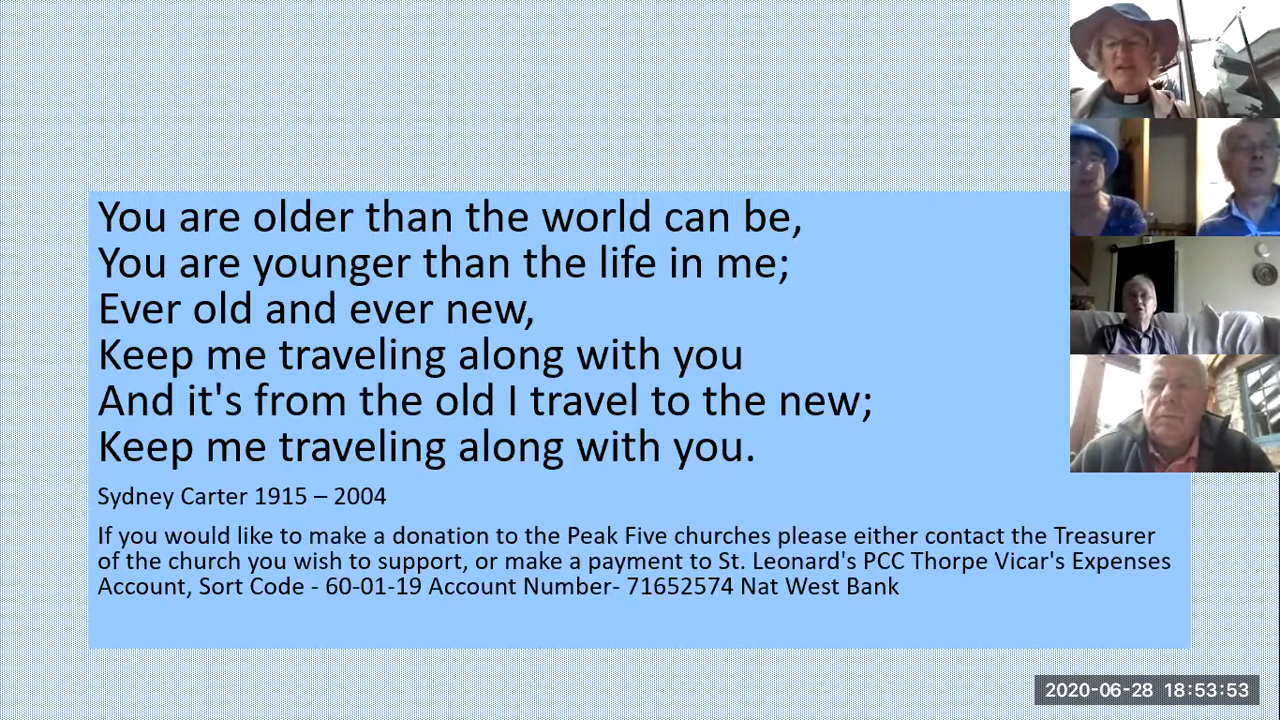 You are older than the world can be,
You are younger than the life in me;
Ever old and ever new,
Keep me traveling along with you
And it's from the old I travel to the new;
Keep me traveling along with you.
Sydney Carter 1915 – 2004
If you would like to make a donation to the Peak Five churches please either contact the Treasurer
of the church you wish to support, or make a payment to St. Leonard's PCC Thorpe Vicar's Expenses
Account, Sort Code - 60-01-19 Account Number- 71652574 Nat West Bank
2020-06-28 18:53:53